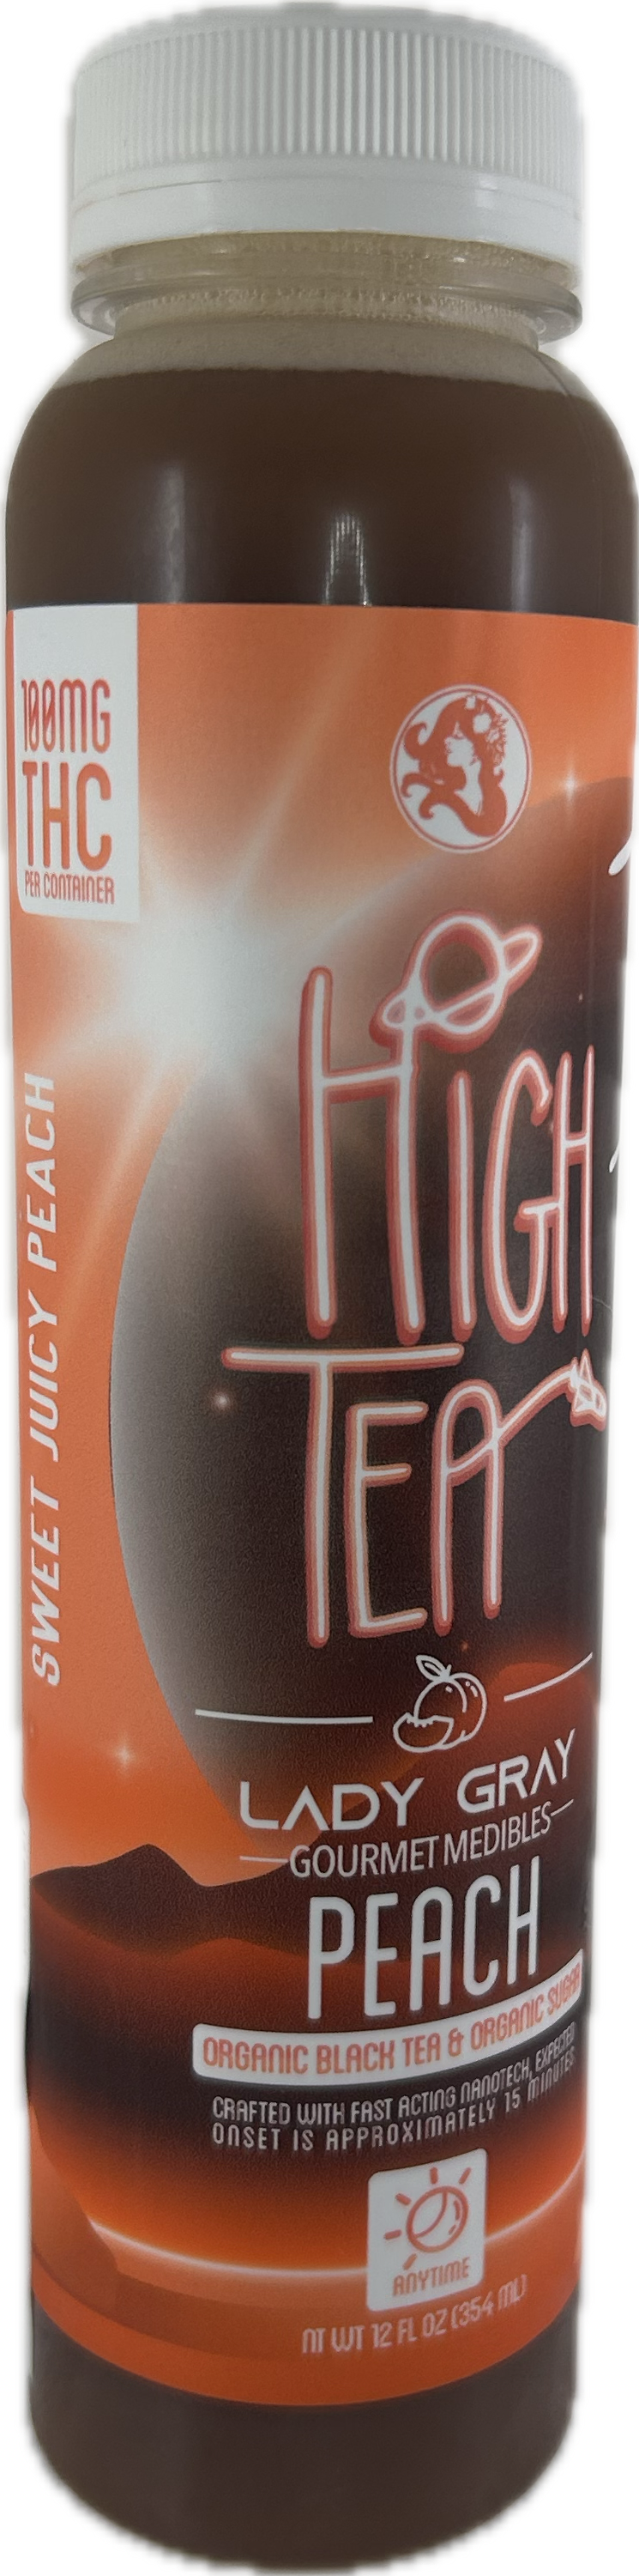 100MG
THC
PER CONTAINER
SWEET JUICY PEACH
HIGH
TEA
LADY GRAY
GOURMET MEDIBLES
PEACH
ORGANIC BLACK TEA & ORGANIC SUGAR
CRAFTED WITH FAST ACTING NANOTECH, EXPECTED
ONSET IS APPROXIMATELY 15 MINUTES
ANYTIME
NT WT 12 FL OZ (354 ML)